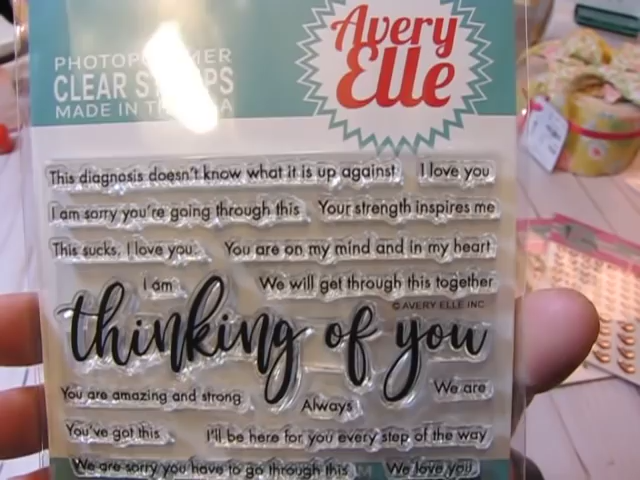 Avery
Elle
PHOTOPOLYMER
CLEAR STAMPS
MADE IN THE USA
This diagnosis doesn't know what it is up against I love you
I am sorry you're going through this Your strength inspires me
This sucks. I love you. You are on my mind and in my heart
I am We will get through this together
© AVERY ELLE INC
thinking of you
You are amazing and strong Always We are
You've got this I'll be here for you every step of the way
We are sorry you have to go through this We love you